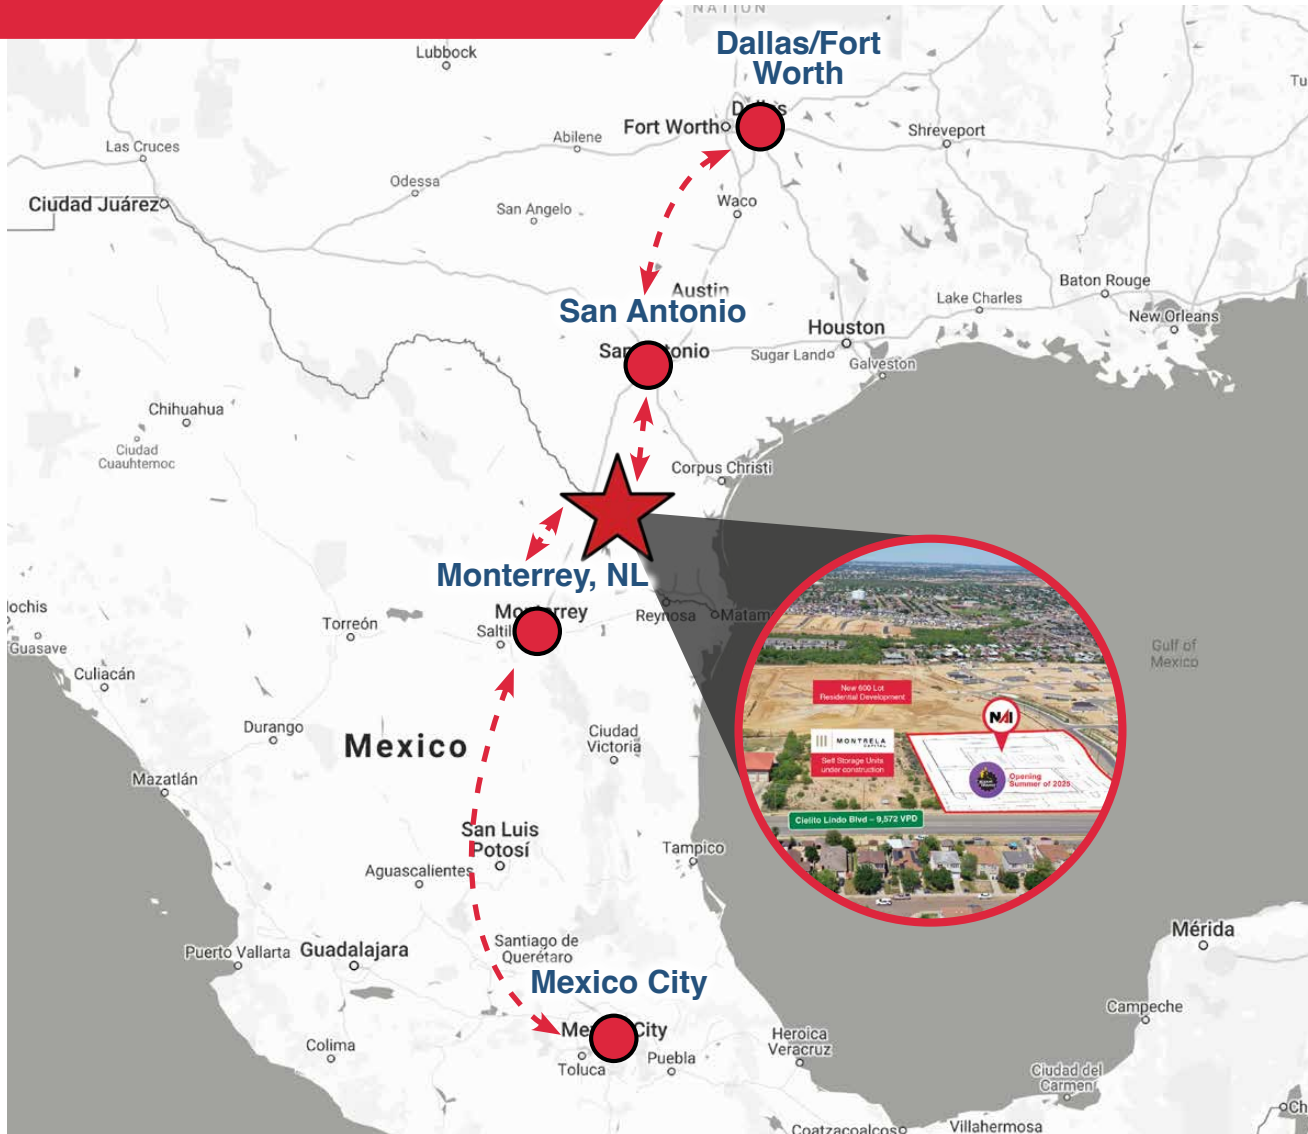 NATION
Dallas/Fort
Worth
Lubbock
Fort Worth
Abilene
Shreveport
Las Cruces
Odessa
Waco
Ciudad Juárez
San Angelo
Austin
Baton Rouge
Lake Charles
San Antonio
New Orleans
Houston
Sugar Land
Galveston
Chihuahua
Ciudad
Cuauhtemoc
Corpus Christi
Monterrey, NL
Reynosa
Matam
ochis
Torreón
Guasave
Gulf of
Mexico
Culiacán
New 600 Lot
Residential Development
NAI
Durango
Ciudad
Victoria
Mexico
MONTRELA
CAPITAL
Self Storage Units
under construction
Opening
Summer of 2025
Mazatlán
Cielito Lindo Blvd – 9,572 VPD
San Luis
Potosí
Tampico
Aguascalientes
Puerto Vallarta
Guadalajara
Santiago de
Querétaro
Mérida
Mexico City
Campeche
Colima
Toluca
Puebla
Heroica
Veracruz
Ciudad del
Carmen
Coatzacoalcos
Villahermosa
Ch